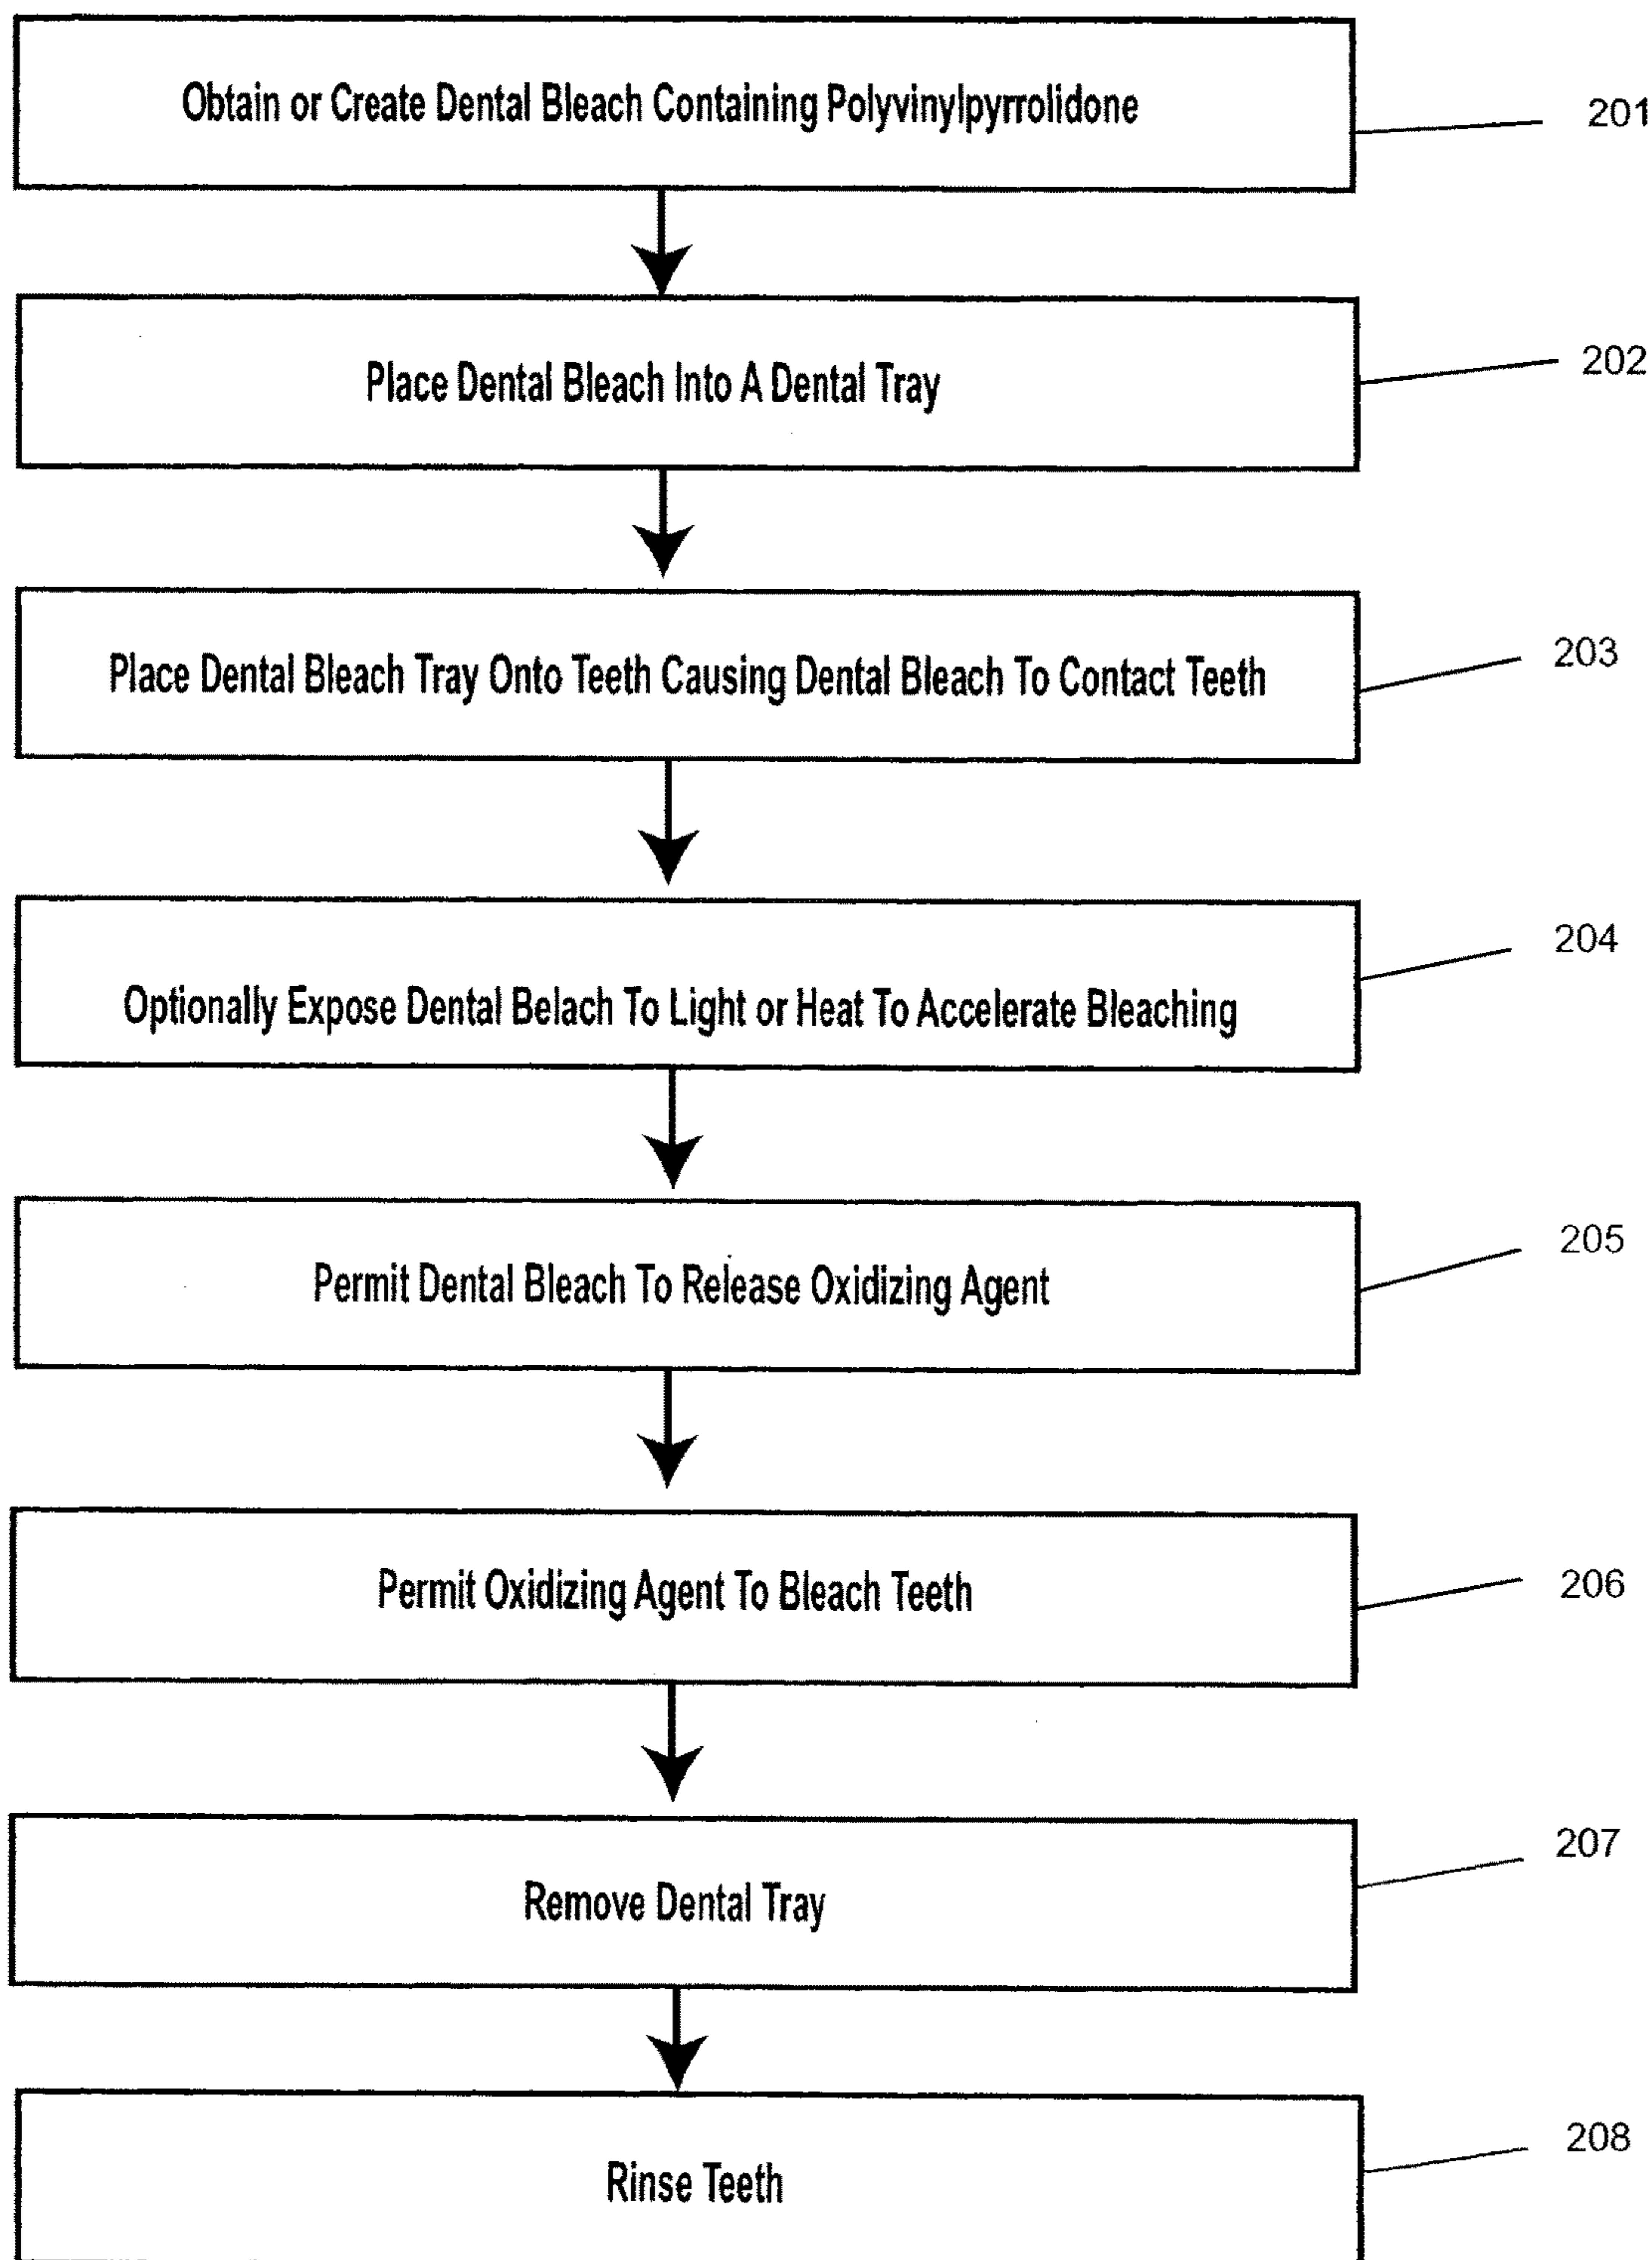 Obtain or Create Dental Bleach Containing Polyvinylpyrrolidone
201
Place Dental Bleach Into A Dental Tray
202
Place Dental Bleach Tray Onto Teeth Causing Dental Bleach To Contact Teeth
203
Optionally Expose Dental Belach To Light or Heat To Accelerate Bleaching
204
Permit Dental Bleach To Release Oxidizing Agent
205
Permit Oxidizing Agent To Bleach Teeth
206
Remove Dental Tray
207
Rinse Teeth
208